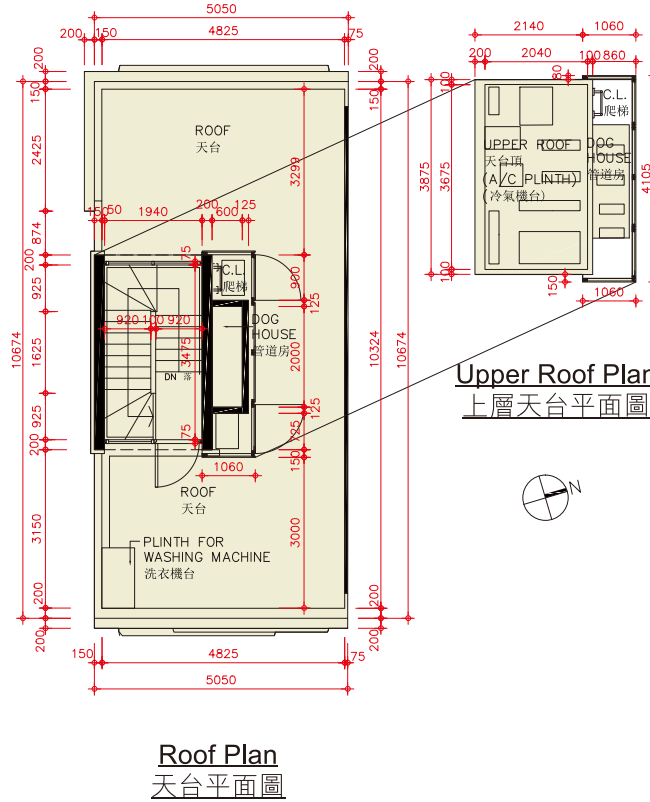 5050
200
150
4825
75
200
150
2425
874
200
925
10674
1625
925
200
3150
200
200
ROOF
天台
3299
150
50
1940
200
600
125
75
C.L.
爬梯
900
125
920
100
920
DOG
HOUSE
管道房
3475
2000
DN 落
125
725
75
150
1060
ROOF
天台
3000
PLINTH FOR
WASHING MACHINE
洗衣機台
200
150
10324
10674
200
200
150
4825
75
5050
2140
1060
200
2040
100
860
80
100
3875
3675
100
C.L.
爬梯
UPPER ROOF
天台頂
(A/C PLINTH)
(冷氣機台)
DOG
HOUSE
管道房
4105
150
1060
Upper Roof Plan
上層天台平面圖
N
Roof Plan
天台平面圖